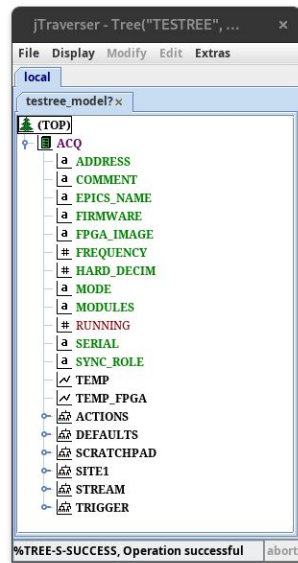 jTraverser - Tree("TESTREE", ...
File Display Modify Edit Extras
local
testree_model?
(TOP)
ACQ
a ADDRESS
a COMMENT
a EPICS_NAME
a FIRMWARE
a FPGA_IMAGE
# FREQUENCY
# HARD_DECIM
a MODE
a MODULES
# RUNNING
a SERIAL
a SYNC_ROLE
TEMP
TEMP_FPGA
ACTIONS
DEFAULTS
SCRATCHPAD
SITE1
STREAM
TRIGGER
%TREE-S-SUCCESS, Operation successful abort